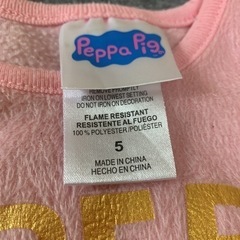 Peppa Pig
REMOVE PROMPTLY
IRON ON LOWEST SETTING
DO NOT IRON ON DECORATION
FLAME RESISTANT
RESISTENTE AL FUEGO
100% POLYESTER/POLIÉSTER
5
MADE IN CHINA
HECHO EN CHINA